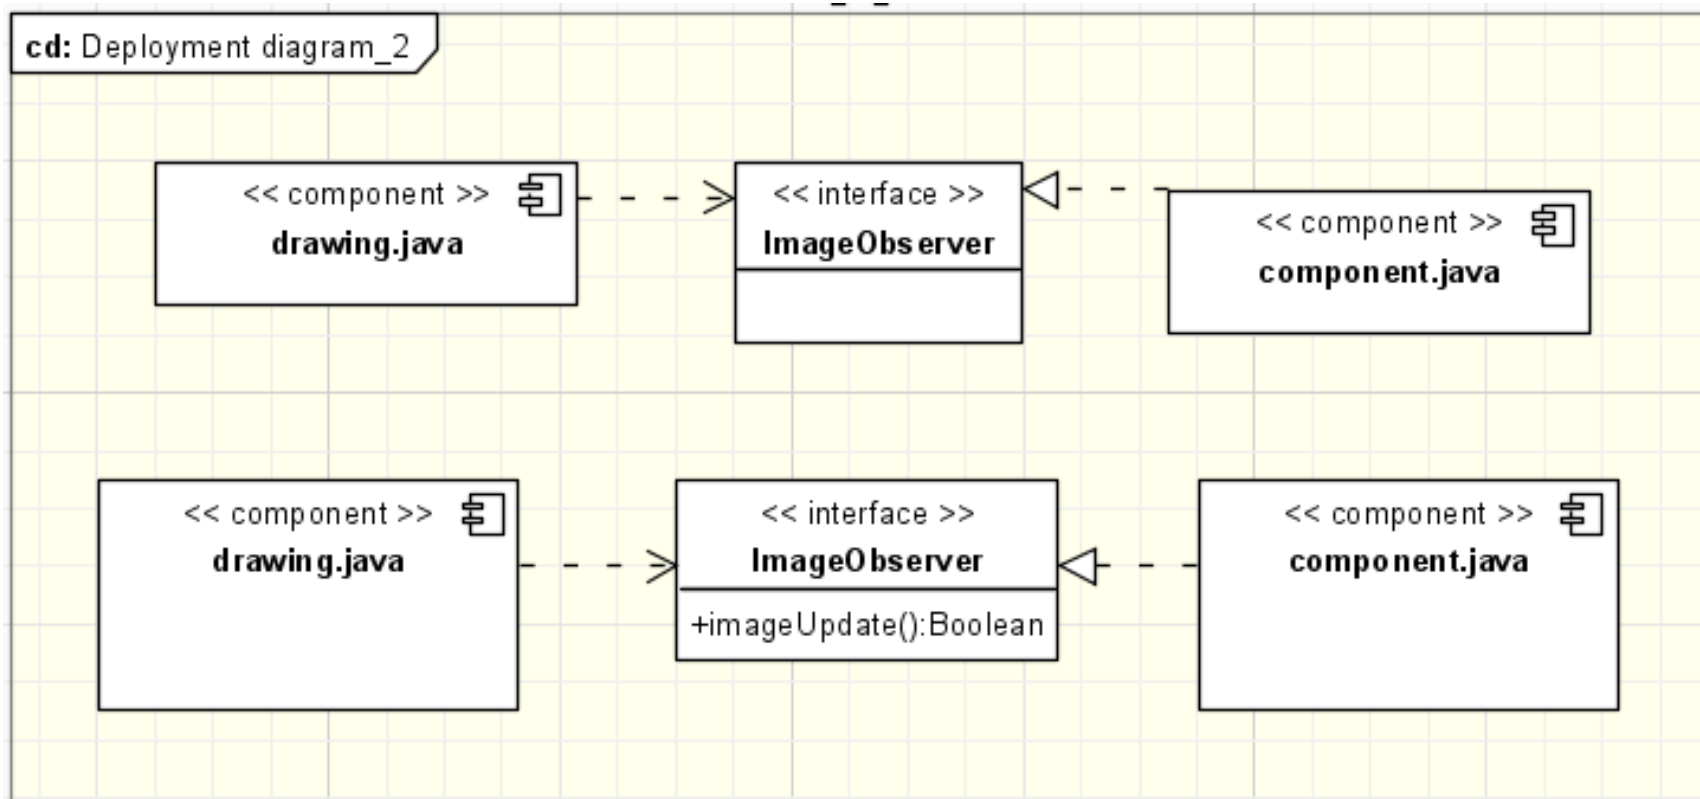 cd: Deployment diagram_2
<< component >>
drawing.java
<< interface >>
ImageObserver
<< component >>
component.java
<< component >>
drawing.java
<< interface >>
ImageObserver
+imageUpdate():Boolean
<< component >>
component.java